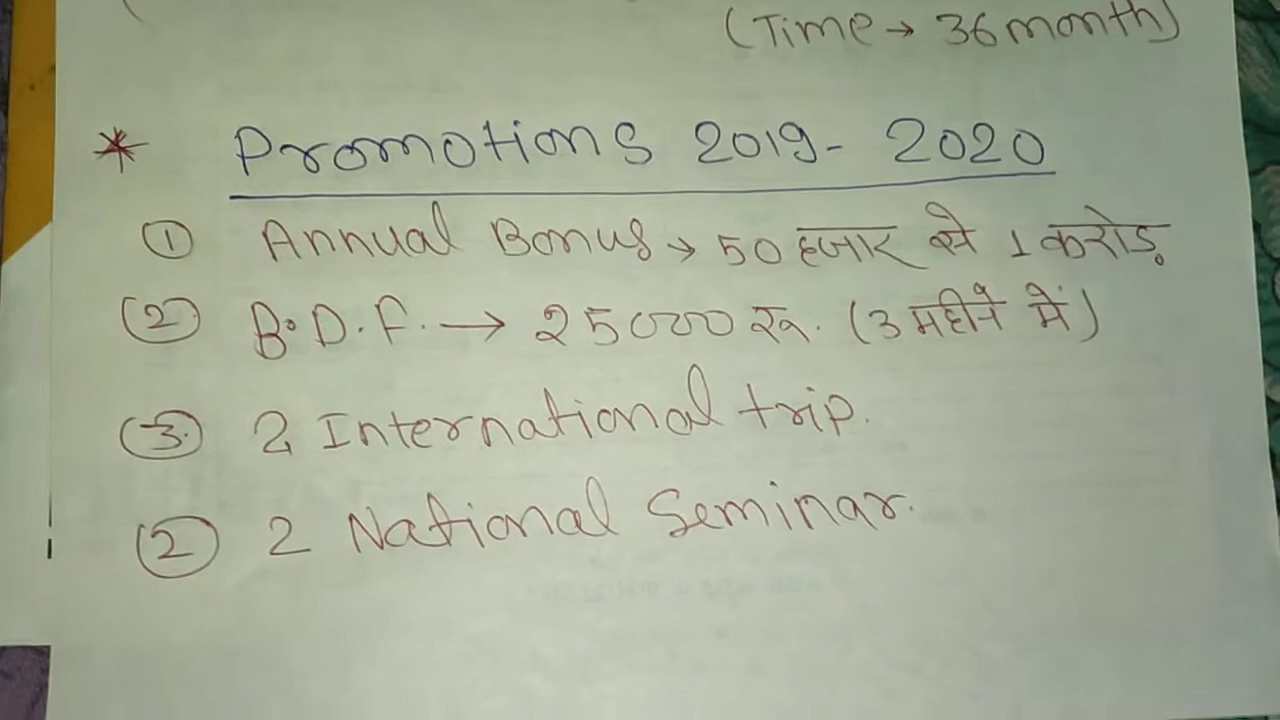 (Time → 36 month)
* Promotions 2019-2020
① Annual Bonus → 50 हजार से 1 करोड़
② B.D.F. → 25000 रू. (3 महीने में)
③ 2 International trip.
② 2 National Seminar.